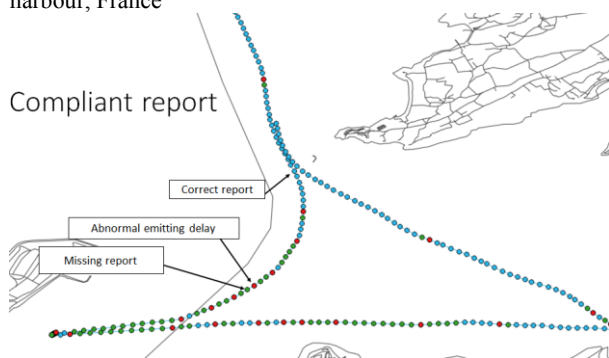 harbour, France
Compliant report
Correct report
Abnormal emitting delay
Missing report